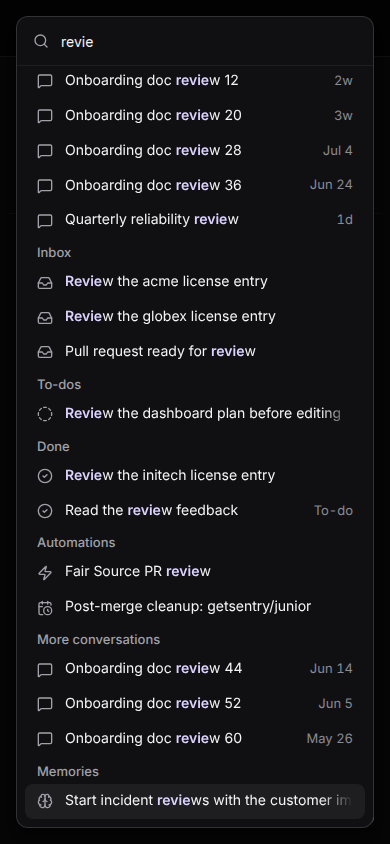 revie
Onboarding doc review 12 2w
Onboarding doc review 20 3w
Onboarding doc review 28 Jul 4
Onboarding doc review 36 Jun 24
Quarterly reliability review 1d
Inbox
Review the acme license entry
Review the globex license entry
Pull request ready for review
To-dos
Review the dashboard plan before editing
Done
Review the initech license entry
Read the review feedback To-do
Automations
Fair Source PR review
Post-merge cleanup: getsentry/junior
More conversations
Onboarding doc review 44 Jun 14
Onboarding doc review 52 Jun 5
Onboarding doc review 60 May 26
Memories
Start incident reviews with the customer im